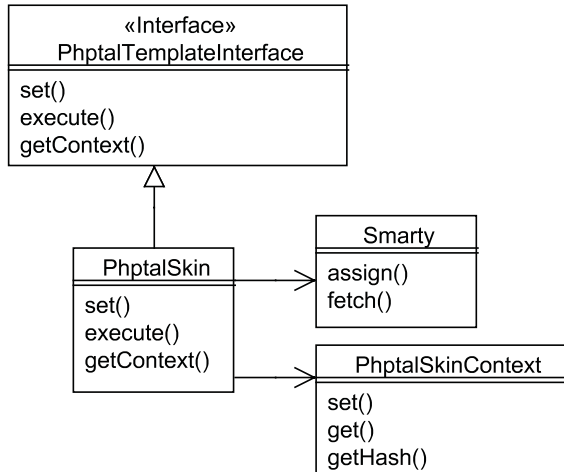 «Interface»
PhptalTemplateInterface
set()
execute()
getContext()
PhptalSkin
set()
execute()
getContext()
Smarty
assign()
fetch()
PhptalSkinContext
set()
get()
getHash()